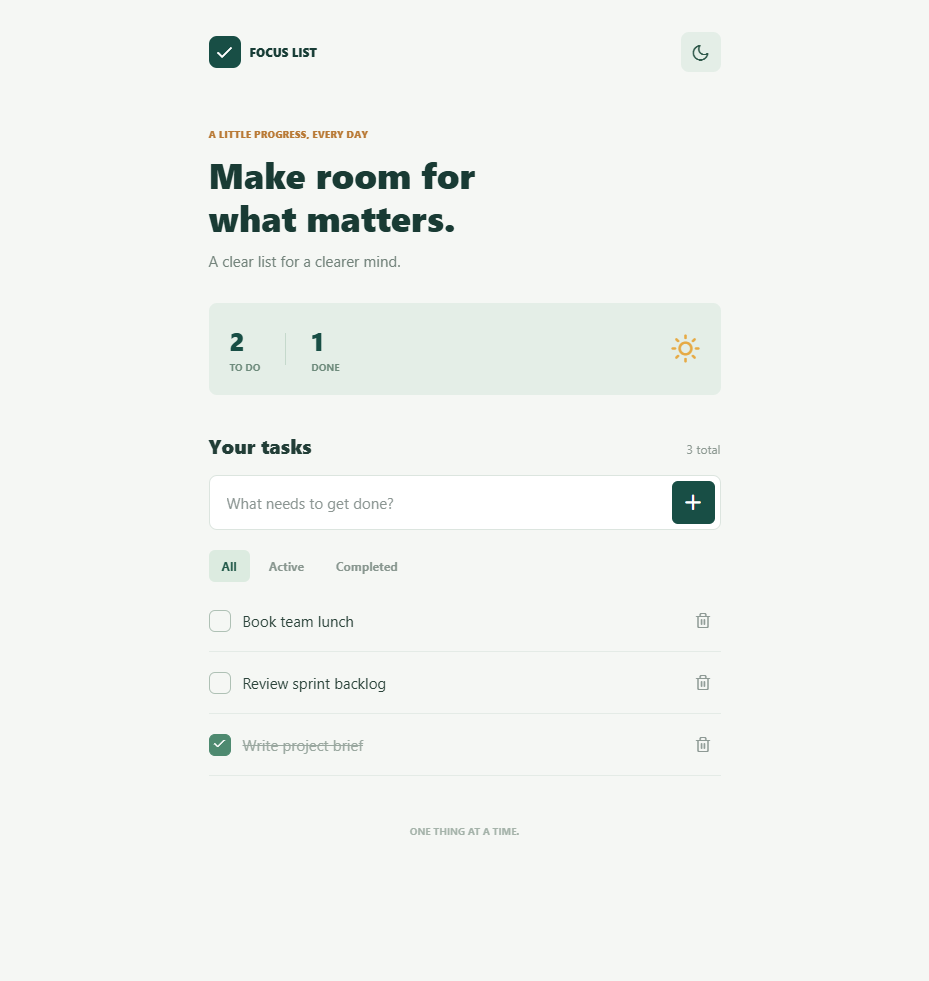 FOCUS LIST
A LITTLE PROGRESS, EVERY DAY
Make room for
what matters.
A clear list for a clearer mind.
2
TO DO
1
DONE
Your tasks
3 total
What needs to get done?
All
Active
Completed
Book team lunch
Review sprint backlog
Write project brief
ONE THING AT A TIME.